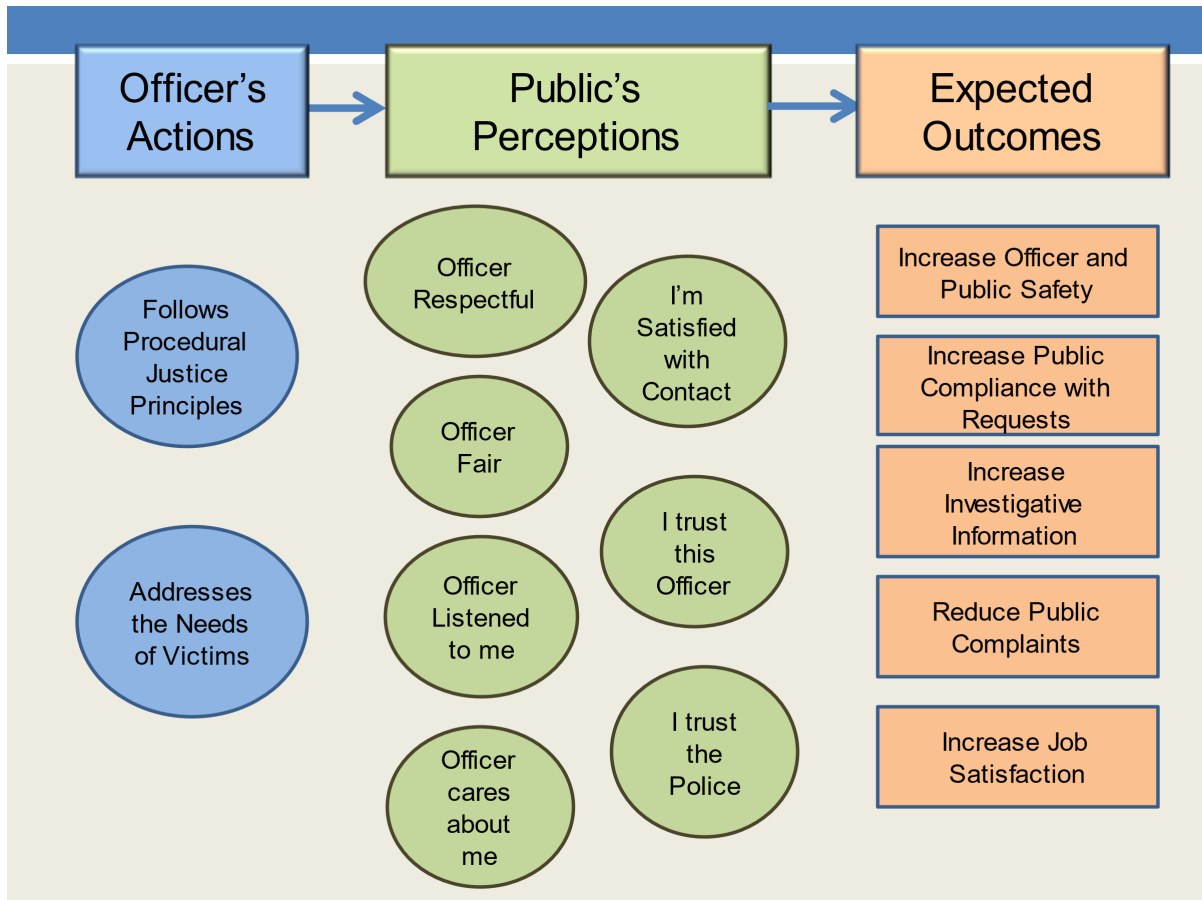 Officer's
Actions
Public's
Perceptions
Expected
Outcomes
Follows
Procedural
Justice
Principles
Addresses
the Needs
of Victims
Officer
Respectful
Officer
Fair
Officer
Listened
to me
Officer
cares
about
me
I'm
Satisfied
with
Contact
I trust
this
Officer
I trust
the
Police
Increase Officer and
Public Safety
Increase Public
Compliance with
Requests
Increase
Investigative
Information
Reduce Public
Complaints
Increase Job
Satisfaction